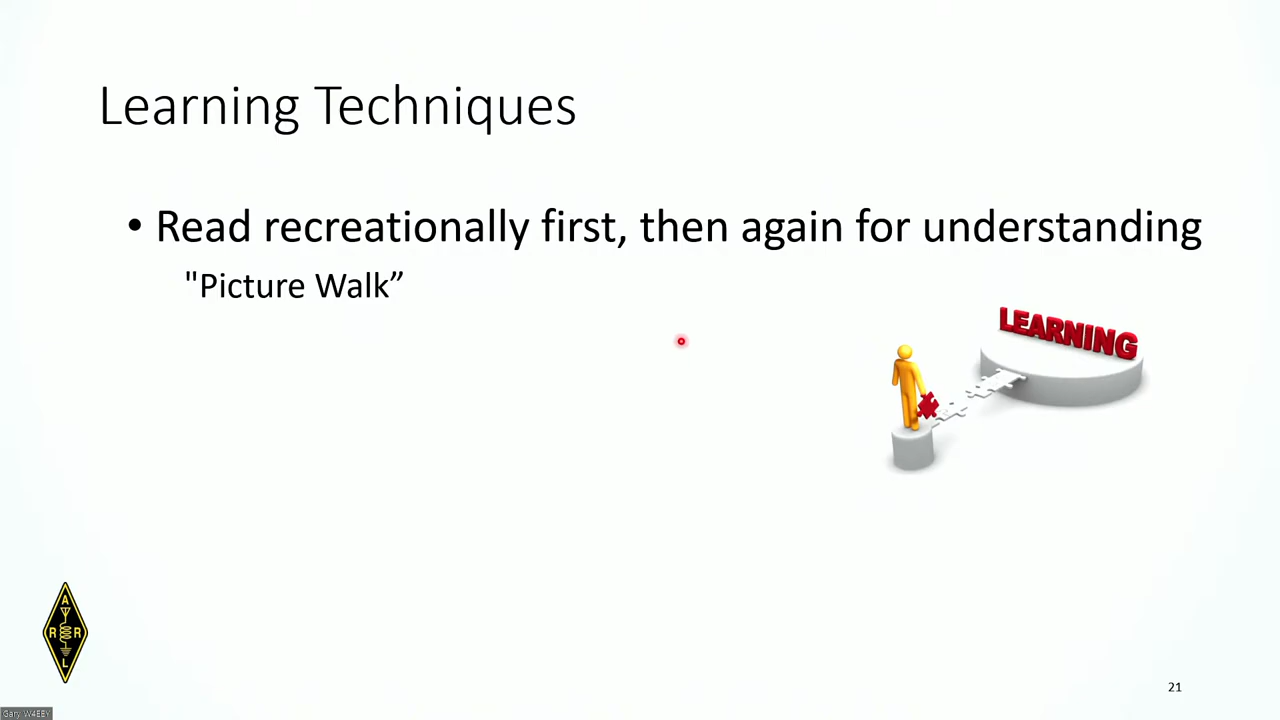 Learning Techniques
• Read recreationally first, then again for understanding
"Picture Walk”
LEARNING
A
R R
L
21
Gary W4EEY